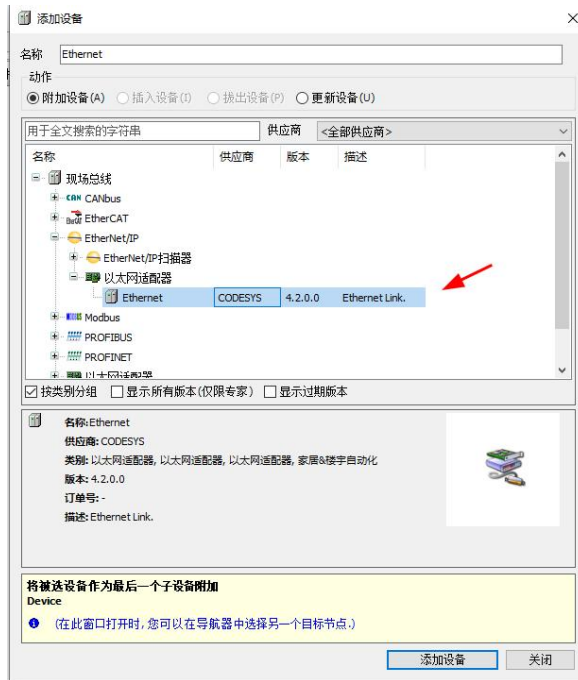 添加设备
名称 Ethernet
动作
附加设备(A) 插入设备(I) 拔出设备(P) 更新设备(U)
用于全文搜索的字符串 供应商 <全部供应商>
名称 供应商 版本 描述
现场总线
CAN CANbus
EtherCAT
EtherNet/IP
EtherNet/IP扫描器
以太网适配器
Ethernet CODESYS 4.2.0.0 Ethernet Link.
Modbus
PROFIBUS
PROFINET
以太网适配器
按类别分组 显示所有版本(仅限专家) 显示过期版本
名称:Ethernet
供应商: CODESYS
类别: 以太网适配器, 以太网适配器, 以太网适配器, 家居&楼宇自动化
版本: 4.2.0.0
订单号: -
描述: Ethernet Link.
将被选设备作为最后一个子设备附加
Device
(在此窗口打开时, 您可以在导航器中选择另一个目标节点.)
添加设备 关闭